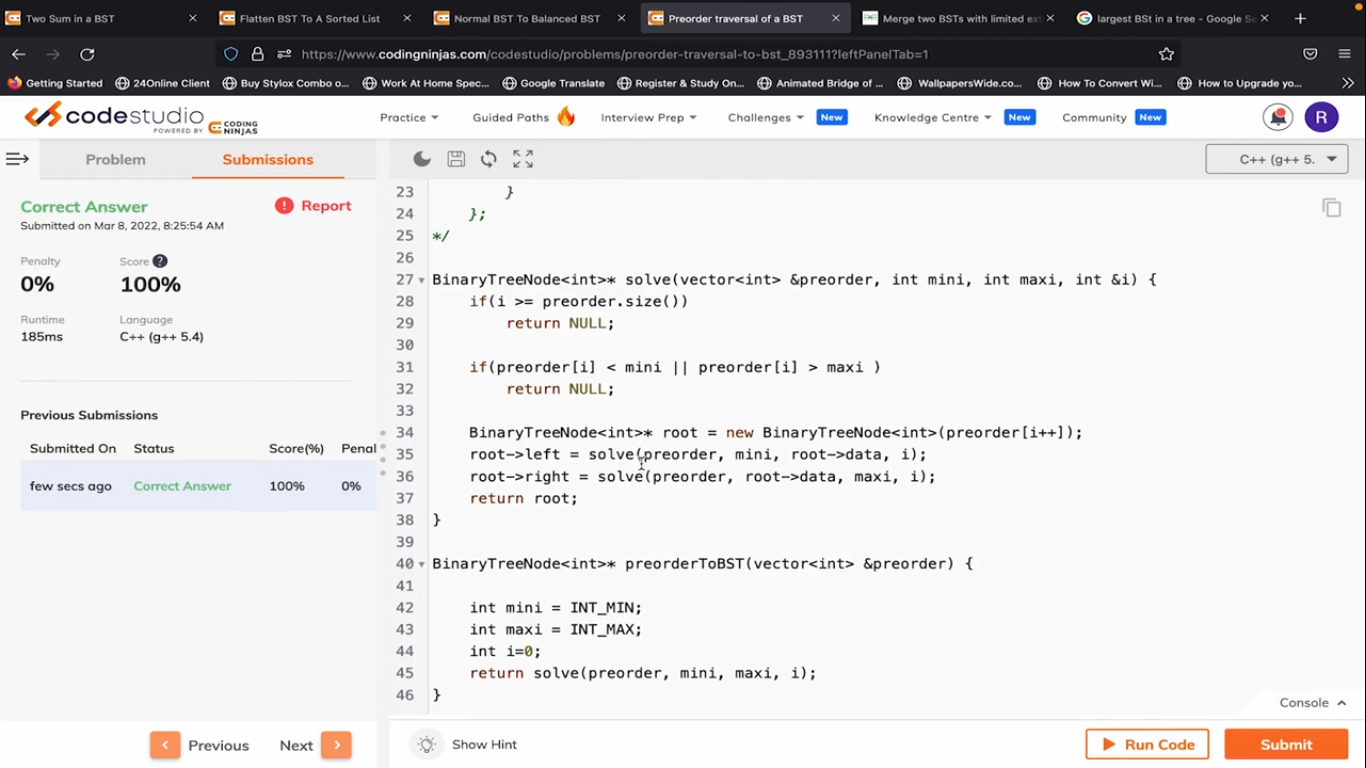 Two Sum in a BST
Flatten BST To A Sorted List
Normal BST To Balanced BST
Preorder traversal of a BST
Merge two BSTs with limited ex
largest BSt in a tree - Google Se
https://www.codingninjas.com/codestudio/problems/preorder-traversal-to-bst_893111?leftPanelTab=1
Getting Started
24Online Client
Buy Stylox Combo o...
Work At Home Spec...
Google Translate
Register & Study On...
Animated Bridge of ...
WallpapersWide.co...
How To Convert Wi...
How to Upgrade yo...
codestudio
POWERED BY CODING NINJAS
Practice
Guided Paths
Interview Prep
Challenges New
Knowledge Centre New
Community New
R
Problem
Submissions
C++ (g++ 5.
Correct Answer
Report
Submitted on Mar 8, 2022, 8:25:54 AM
Penalty Score ?
0% 100%
Runtime Language
185ms C++ (g++ 5.4)
Previous Submissions
Submitted On Status Score(%) Penal
few secs ago Correct Answer 100% 0%
Previous
Next
23 }
24 };
25 */
26
27 BinaryTreeNode<int>* solve(vector<int> &preorder, int mini, int maxi, int &i) {
28 if(i >= preorder.size())
29 return NULL;
30
31 if(preorder[i] < mini || preorder[i] > maxi )
32 return NULL;
33
34 BinaryTreeNode<int>* root = new BinaryTreeNode<int>(preorder[i++]);
35 root->left = solve(preorder, mini, root->data, i);
36 root->right = solve(preorder, root->data, maxi, i);
37 return root;
38 }
39
40 BinaryTreeNode<int>* preorderToBST(vector<int> &preorder) {
41
42 int mini = INT_MIN;
43 int maxi = INT_MAX;
44 int i=0;
45 return solve(preorder, mini, maxi, i);
46 }
Console
Show Hint
Run Code
Submit